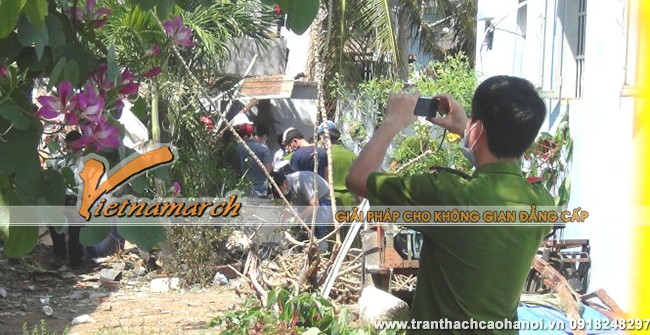 Vietnamarch
GIẢI PHÁP CHO KHÔNG GIAN ĐẲNG CẤP
www.tranthachcaohanoi.vn 0918248297